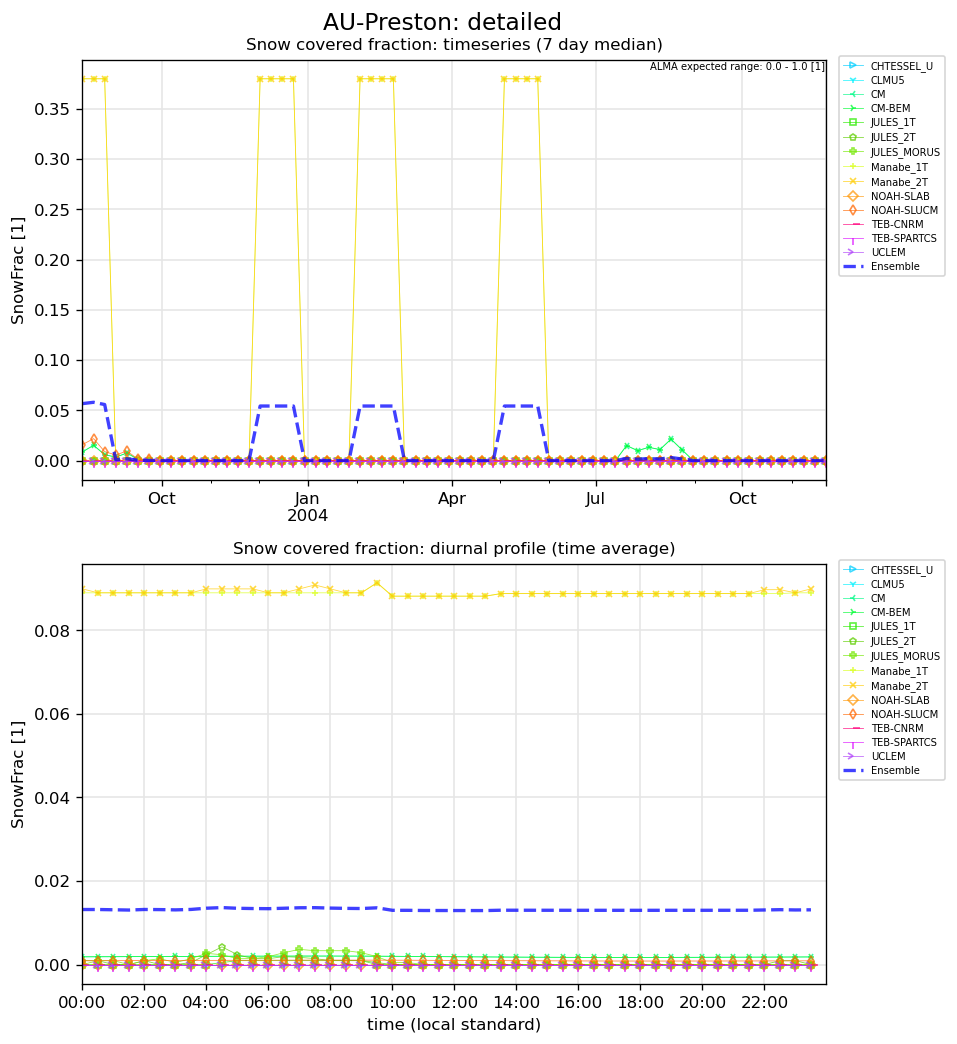 AU-Preston: detailed
Snow covered fraction: timeseries (7 day median)
ALMA expected range: 0.0 - 1.0 [1]
SnowFrac [1]
0.35
0.30
0.25
0.20
0.15
0.10
0.05
0.00
Oct
Jan
2004
Apr
Jul
Oct
CHTESSEL_U
CLMU5
CM
CM-BEM
JULES_1T
JULES_2T
JULES_MORUS
Manabe_1T
Manabe_2T
NOAH-SLAB
NOAH-SLUCM
TEB-CNRM
TEB-SPARTCS
UCLEM
Ensemble
Snow covered fraction: diurnal profile (time average)
SnowFrac [1]
0.08
0.06
0.04
0.02
0.00
00:00
02:00
04:00
06:00
08:00
10:00
12:00
14:00
16:00
18:00
20:00
22:00
time (local standard)
CHTESSEL_U
CLMU5
CM
CM-BEM
JULES_1T
JULES_2T
JULES_MORUS
Manabe_1T
Manabe_2T
NOAH-SLAB
NOAH-SLUCM
TEB-CNRM
TEB-SPARTCS
UCLEM
Ensemble